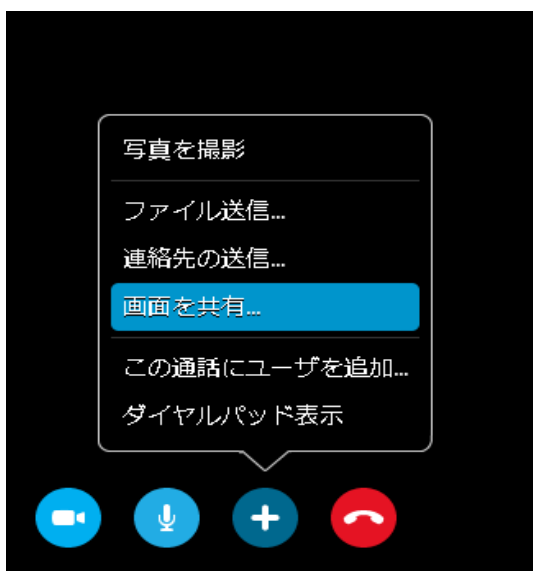 写真を撮影
ファイル送信...
連絡先の送信...
画面を共有...
この通話にユーザを追加...
ダイヤルパッド表示